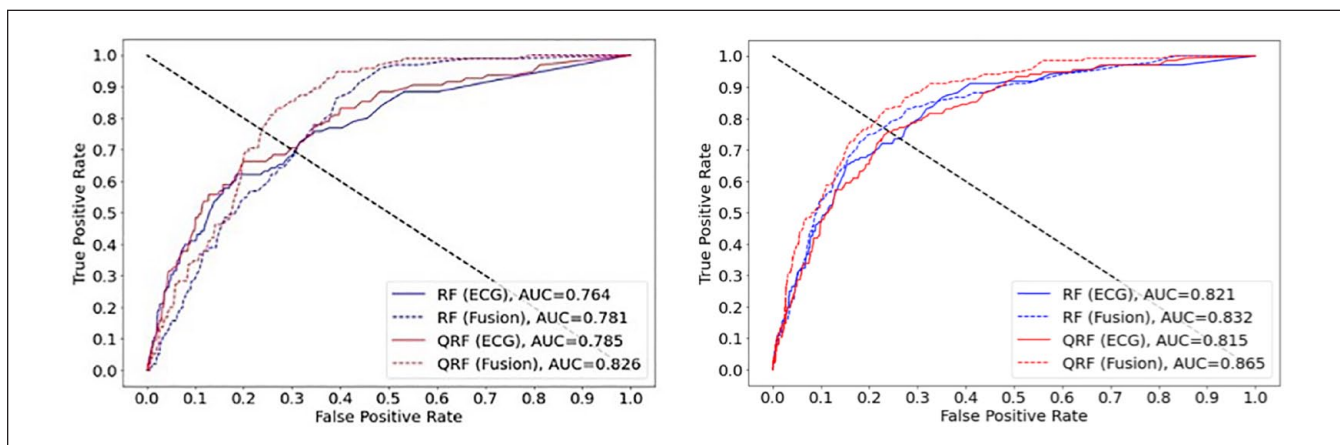 1.0
0.9
0.8
0.7
0.6
0.5
0.4
0.3
0.2
0.1
0.0
True Positive Rate
RF (ECG), AUC=0.764
RF (Fusion), AUC=0.781
QRF (ECG), AUC=0.785
QRF (Fusion), AUC=0.826
0.0 0.1 0.2 0.3 0.4 0.5 0.6 0.7 0.8 0.9 1.0
False Positive Rate
1.0
0.9
0.8
0.7
0.6
0.5
0.4
0.3
0.2
0.1
0.0
True Positive Rate
RF (ECG), AUC=0.821
RF (Fusion), AUC=0.832
QRF (ECG), AUC=0.815
QRF (Fusion), AUC=0.865
0.0 0.1 0.2 0.3 0.4 0.5 0.6 0.7 0.8 0.9 1.0
False Positive Rate